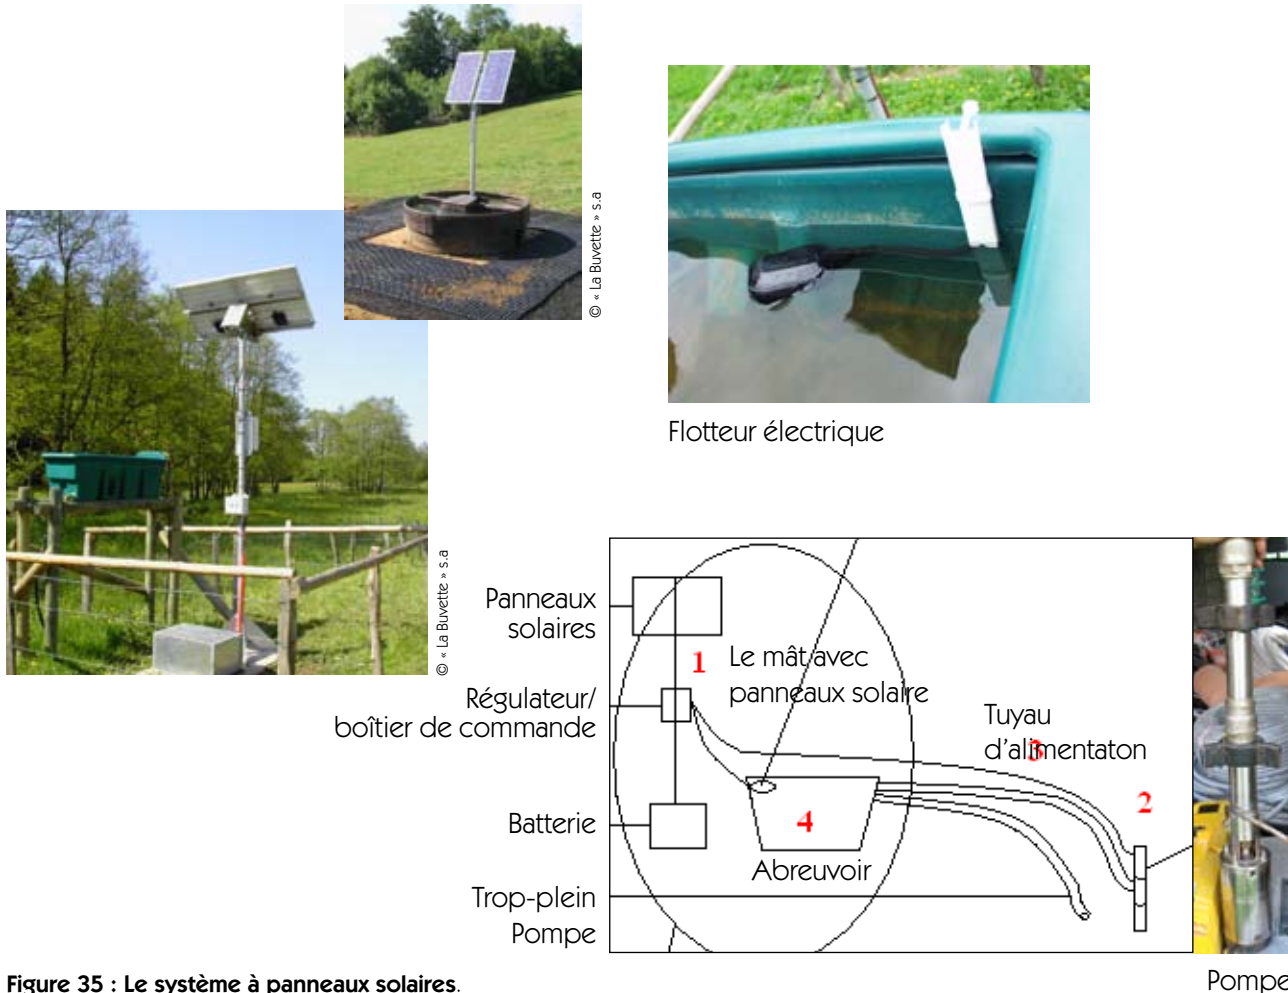 © « La Buvette » s.a
© « La Buvette » s.a
Flotteur électrique
Panneaux
solaires
Régulateur/
boîtier de commande
Batterie
Trop-plein
Pompe
1
Le mât avec
panneaux solaire
Tuyau
d'alimentaton
3
2
4
Abreuvoir
Pompe
Figure 35 : Le système à panneaux solaires.